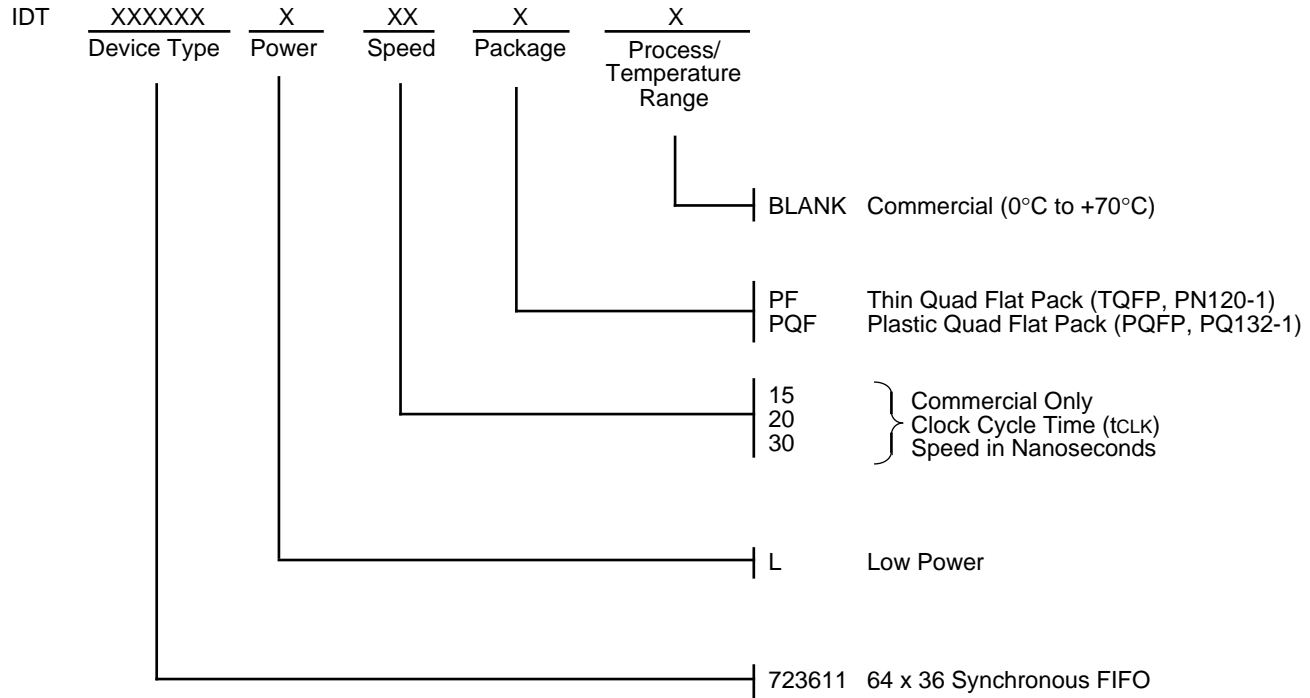 IDT XXXXXX X XX X X
Device Type Power Speed Package Process/
Temperature
Range
BLANK Commercial (0°C to +70°C)
PF Thin Quad Flat Pack (TQFP, PN120-1)
PQF Plastic Quad Flat Pack (PQFP, PQ132-1)
15 Commercial Only
20 Clock Cycle Time (tCLK)
30 Speed in Nanoseconds
L Low Power
723611 64 x 36 Synchronous FIFO